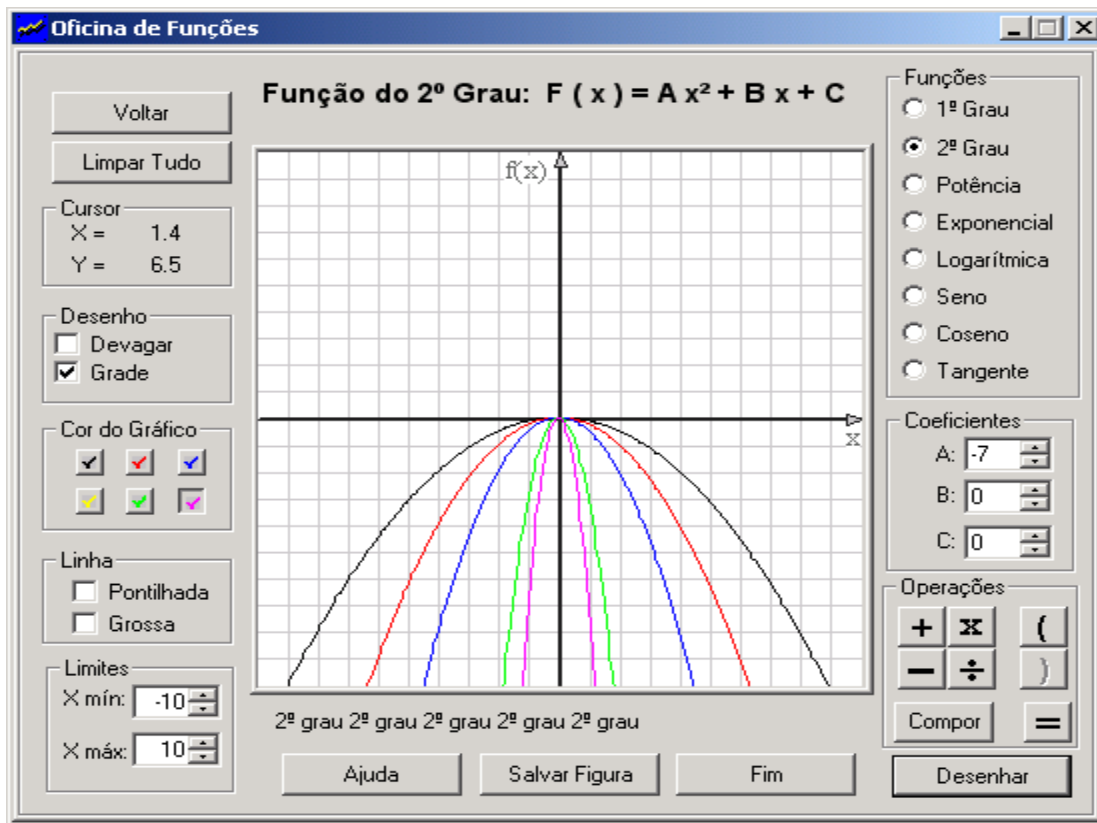 Oficina de Funções
Voltar
Limpar Tudo
Cursor
X = 1.4
Y = 6.5
Desenho
Devagar
Grade
Cor do Gráfico
Linha
Pontilhada
Grossa
Limites
X mín: -10
X máx: 10
Função do 2º Grau: F ( x ) = A x² + B x + C
f(x)
x
2º grau 2º grau 2º grau 2º grau 2º grau
Ajuda
Salvar Figura
Fim
Funções
1º Grau
2º Grau
Potência
Exponencial
Logarítmica
Seno
Coseno
Tangente
Coeficientes
A: -7
B: 0
C: 0
Operações
+ x (
− ÷ )
Compor =
Desenhar